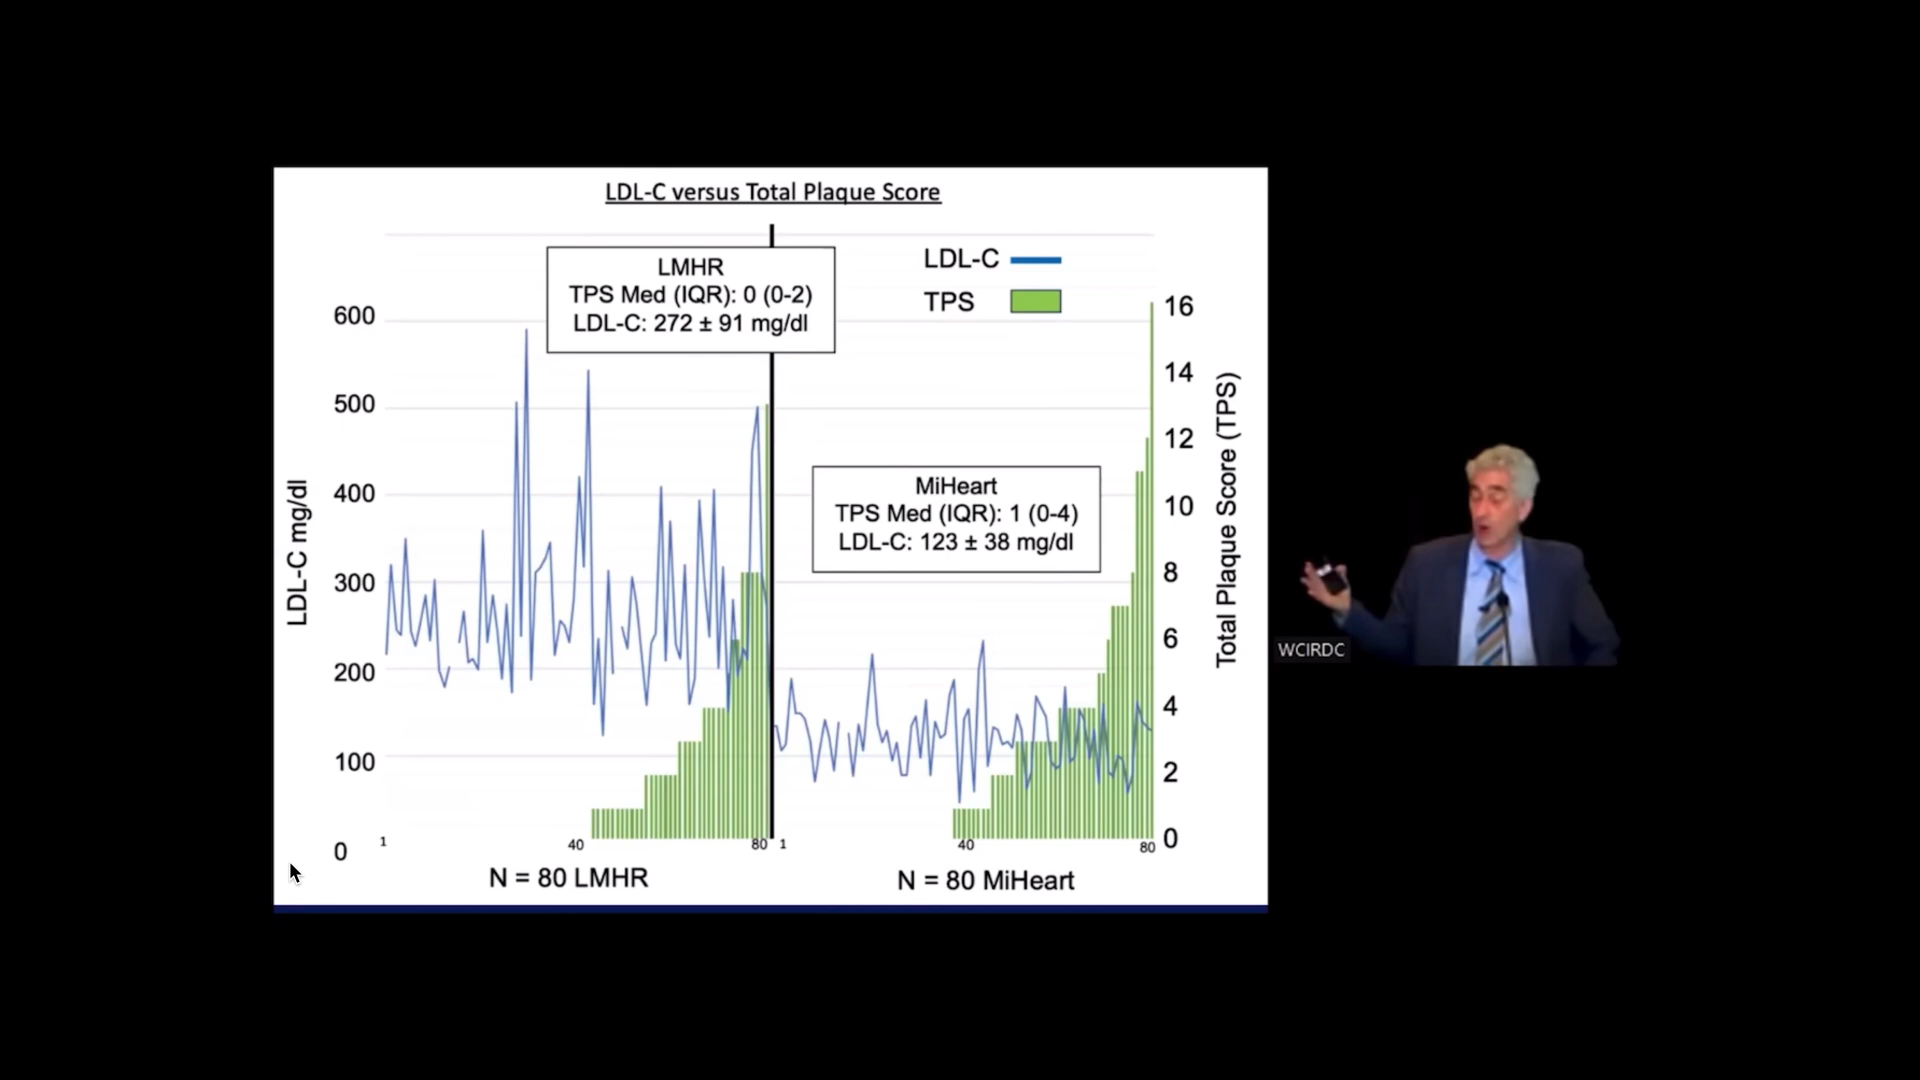 LDL-C versus Total Plaque Score
LMHR
TPS Med (IQR): 0 (0-2)
LDL-C: 272 ± 91 mg/dl
LDL-C
TPS
MiHeart
TPS Med (IQR): 1 (0-4)
LDL-C: 123 ± 38 mg/dl
LDL-C mg/dl
600
500
400
300
200
100
0
Total Plaque Score (TPS)
16
14
12
10
8
6
4
2
0
1
40
80
1
40
80
N = 80 LMHR
N = 80 MiHeart
WCIRDC